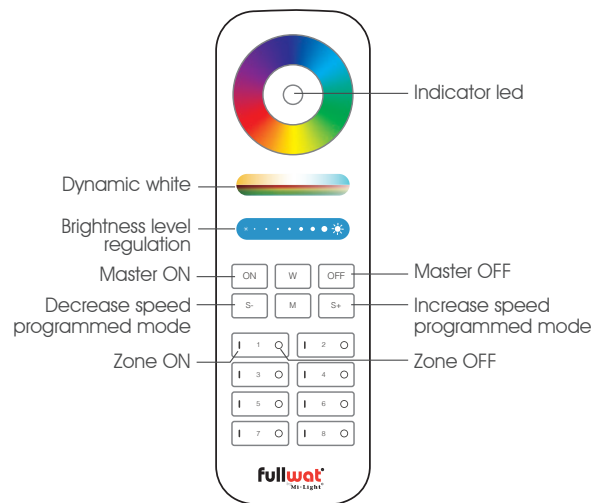 Indicator led
Dynamic white
Brightness level
regulation
Master ON
ON W OFF
Master OFF
Decrease speed
programmed mode
S- M S+
Increase speed
programmed mode
Zone ON
I 1 O I 2 O
Zone OFF
I 3 O I 4 O
I 5 O I 6 O
I 7 O I 8 O
fullwat
Mi-Light